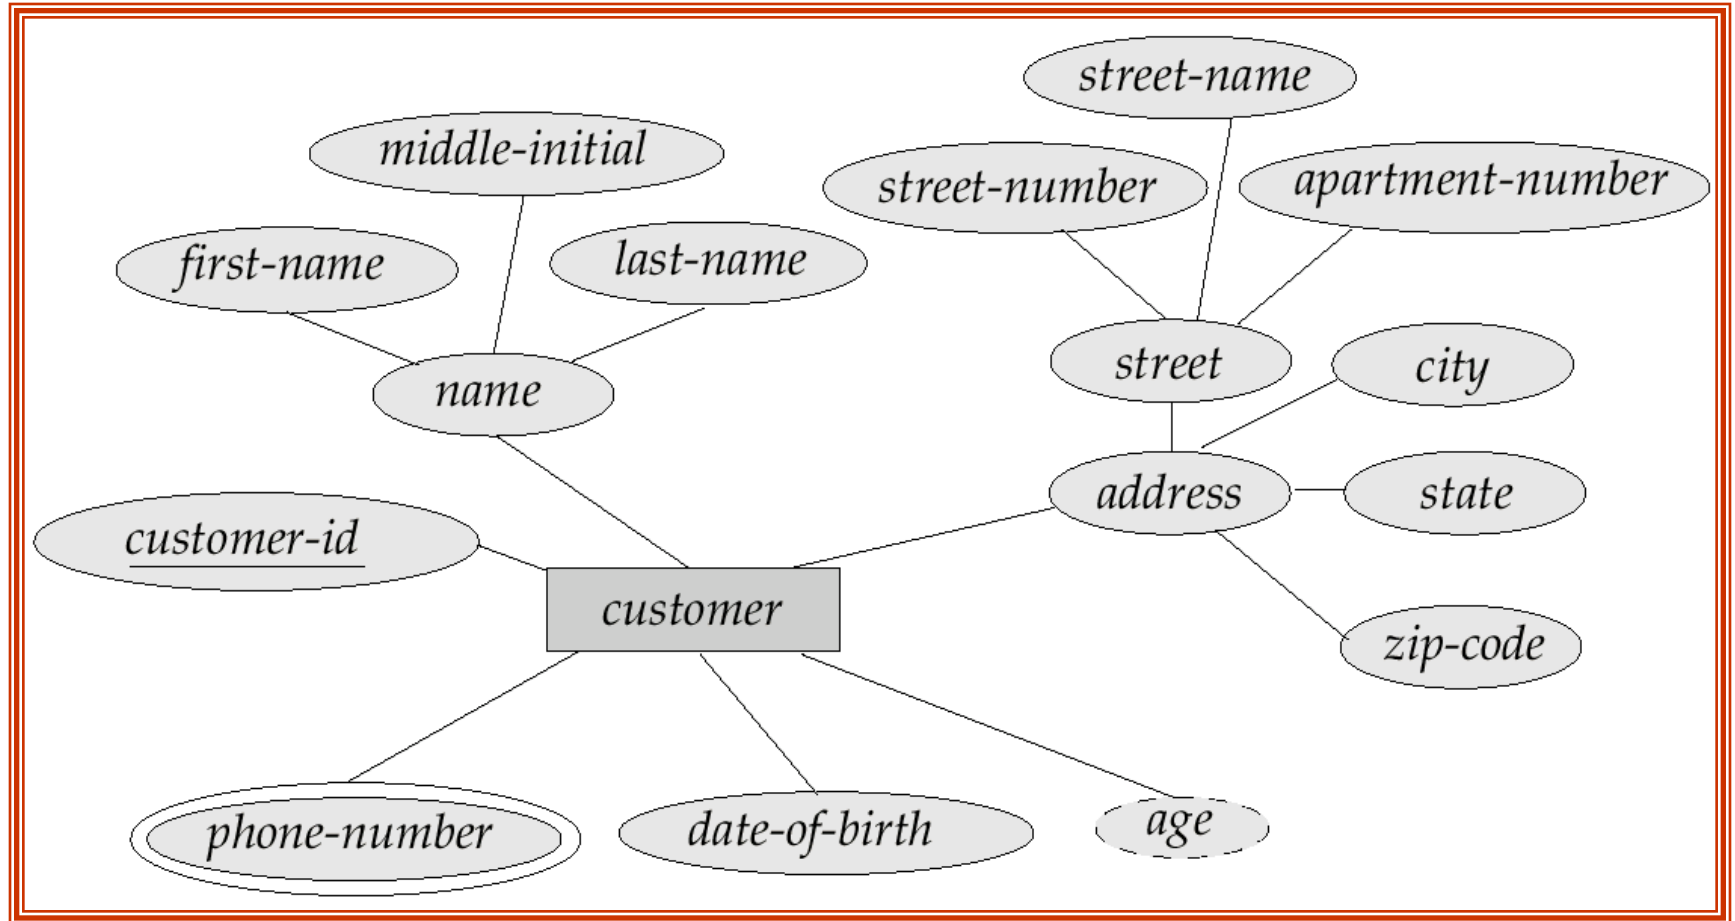 street-name
middle-initial
street-number
apartment-number
first-name
last-name
street
city
name
address
state
customer-id
customer
zip-code
phone-number
date-of-birth
age